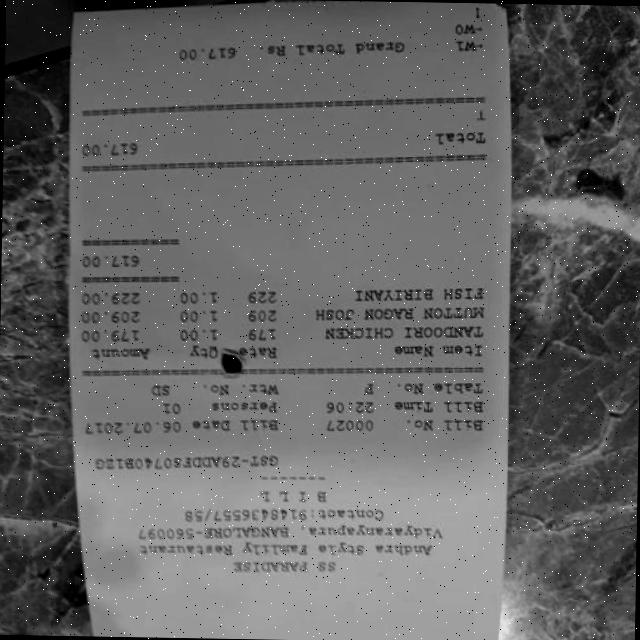 SS PARADISE
Andhra Style Familly Restaurant
Vidyaranyapura, BANGALORE-560097
Contact:9148436557/58
B I L L
GST-29ADDFS0740R1ZG
Bill No. 00027 Bill Date 06.07.2017
Bill Time 22:06 Persons 01
Table No. P Wtr. No. SD
Item Name Rate Qty Amount
TANDOORI CHICKEN 179 1.00 179.00
MUTTON RAGON JOSH 209 1.00 209.00
FISH BIRIYANI 229 1.00 229.00
617.00
Total 617.00
T
-W1- Grand Total Rs. 617.00
-W0-
1